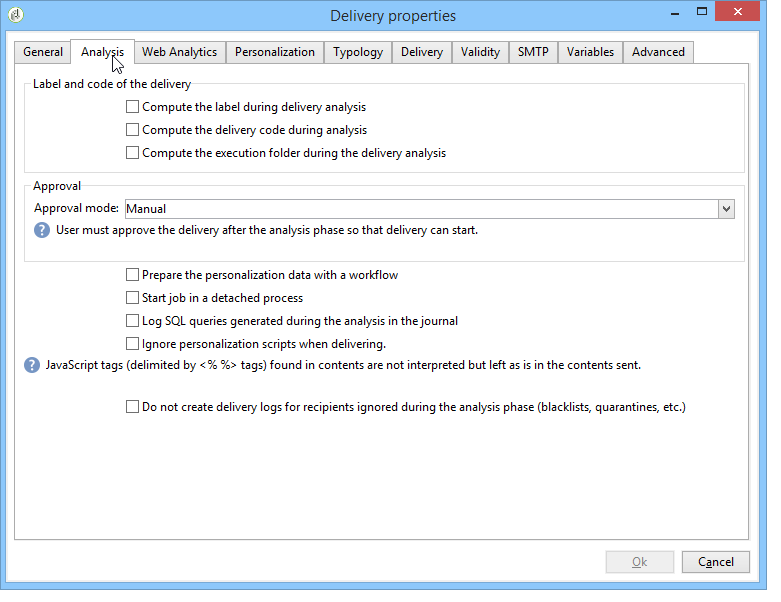 Delivery properties
General Analysis Web Analytics Personalization Typology Delivery Validity SMTP Variables Advanced
Label and code of the delivery
Compute the label during delivery analysis
Compute the delivery code during analysis
Compute the execution folder during the delivery analysis
Approval
Approval mode: Manual
? User must approve the delivery after the analysis phase so that delivery can start.
Prepare the personalization data with a workflow
Start job in a detached process
Log SQL queries generated during the analysis in the journal
Ignore personalization scripts when delivering.
? JavaScript tags (delimited by <% %> tags) found in contents are not interpreted but left as is in the contents sent.
Do not create delivery logs for recipients ignored during the analysis phase (blacklists, quarantines, etc.)
Ok Cancel